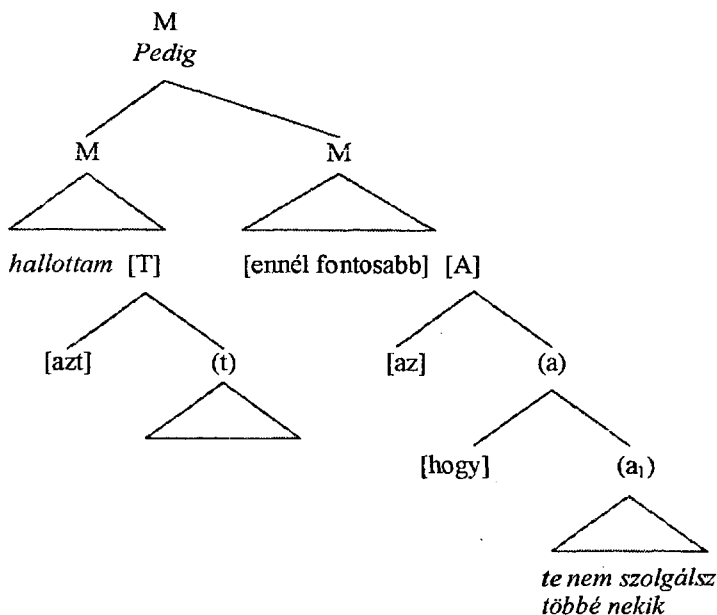 M
Pedig
M M
hallottam [T] [ennél fontosabb] [A]
[azt] (t) [az] (a)
[hogy] (a₁)
te nem szolgálsz
többé nekik